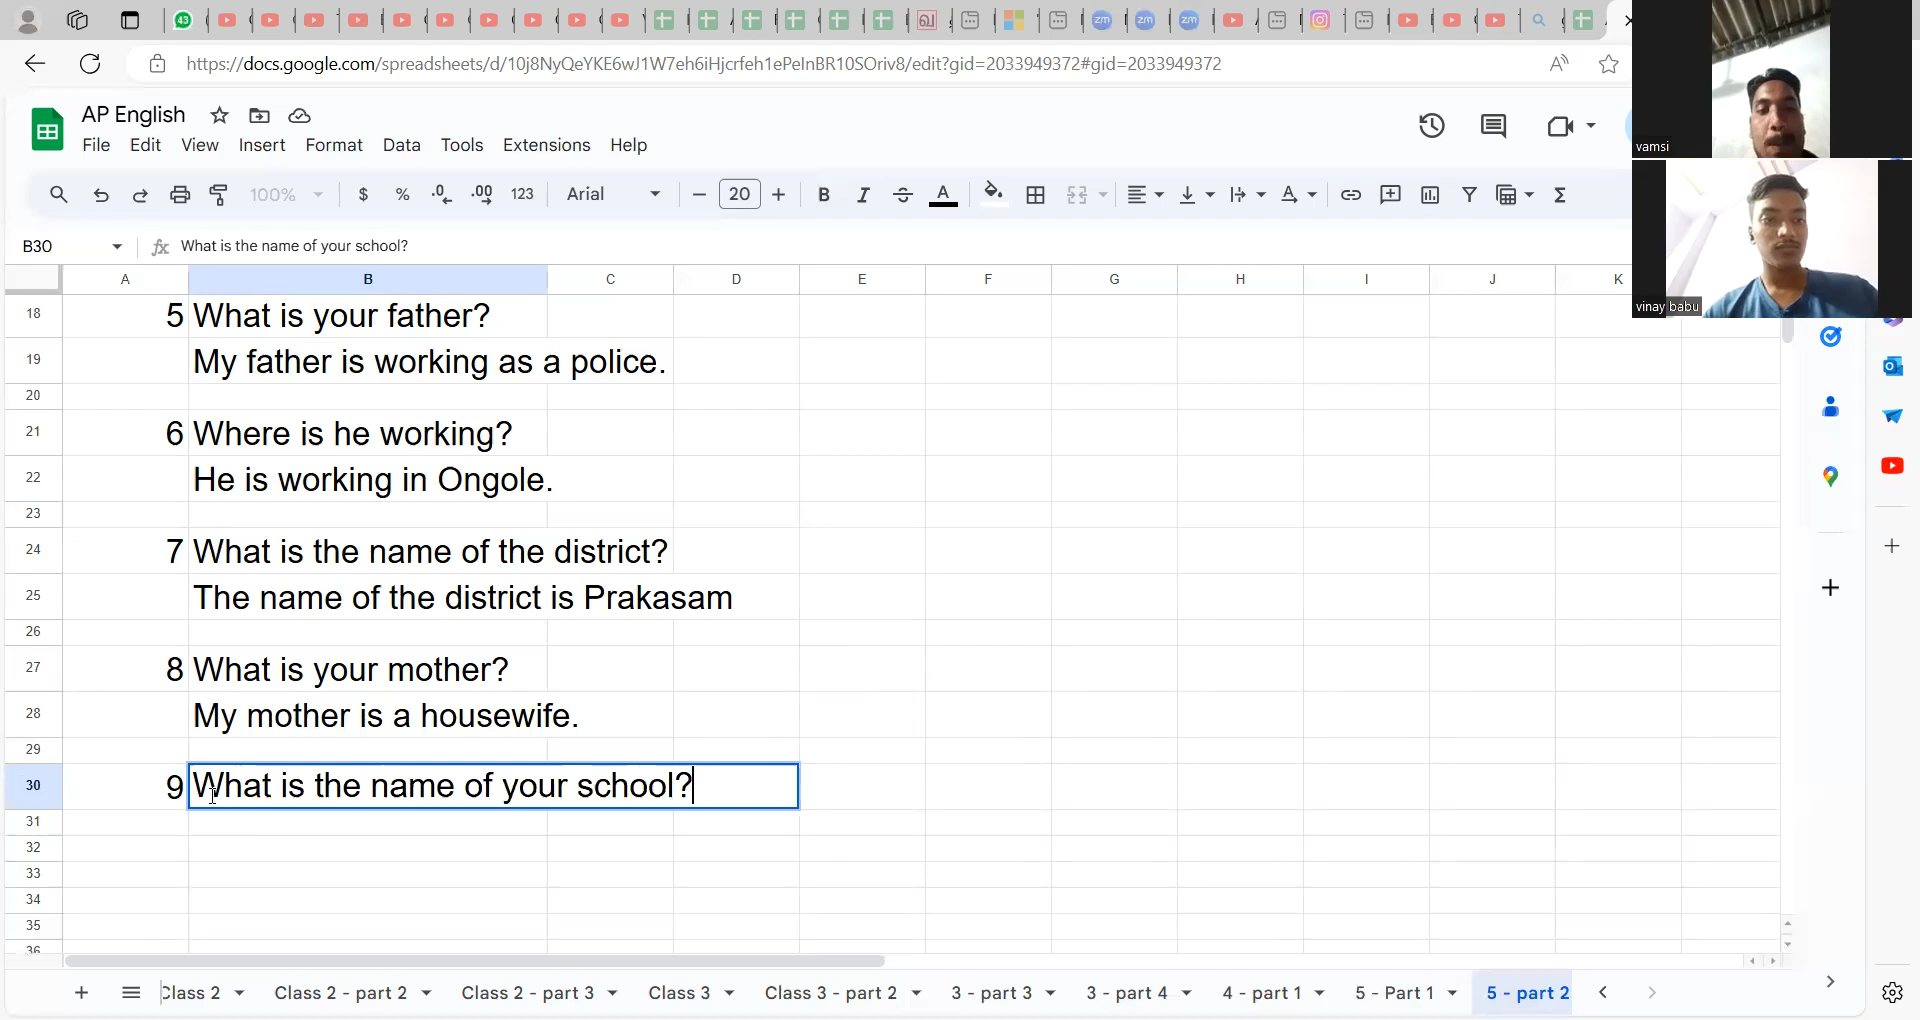 43
https://docs.google.com/spreadsheets/d/10j8NyQeYKE6wJ1W7eh6iHjcrfeh1ePeInBR10SOriv8/edit?gid=2033949372#gid=2033949372
AP English
File Edit View Insert Format Data Tools Extensions Help
vamsi
100% $ % .0 .00 123 Arial 20 B I
B30 What is the name of your school?
vinay babu
A B C D E F G H I J K
18 5 What is your father?
19 My father is working as a police.
20
21 6 Where is he working?
22 He is working in Ongole.
23
24 7 What is the name of the district?
25 The name of the district is Prakasam
26
27 8 What is your mother?
28 My mother is a housewife.
29
30 9 What is the name of your school?
31
32
33
34
35
36
Class 2 Class 2 - part 2 Class 2 - part 3 Class 3 Class 3 - part 2 3 - part 3 3 - part 4 4 - part 1 5 - Part 1 5 - part 2